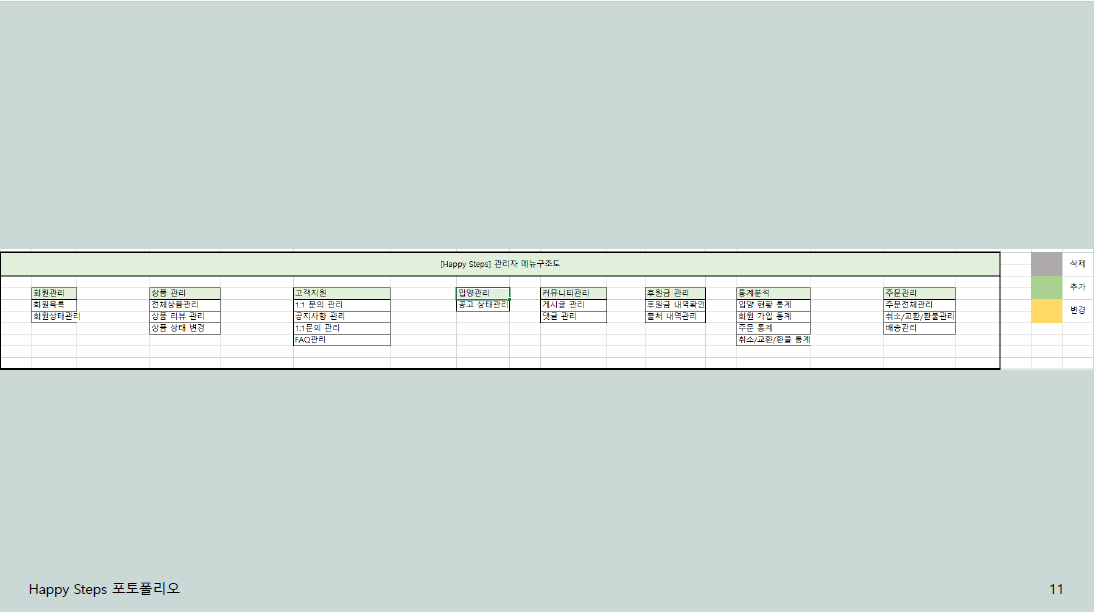 [Happy Steps] 관리자 메뉴구조도
삭제
추가
변경
회원관리
회원목록
회원상태관리
상품 관리
전체상품관리
상품 리뷰 관리
상품 상태 변경
고객지원
1:1 문의 관리
공지사항 관리
1:1문의 관리
FAQ관리
입양관리
공고 상태관리
커뮤니티관리
게시글 관리
댓글 관리
후원금 관리
후원금 내역확인
출처 내역관리
통계분석
입양 현황 통계
회원 가입 통계
주문 통계
취소/교환/환불 통계
주문관리
주문전체관리
취소/교환/환불관리
배송관리
Happy Steps 포토폴리오
11